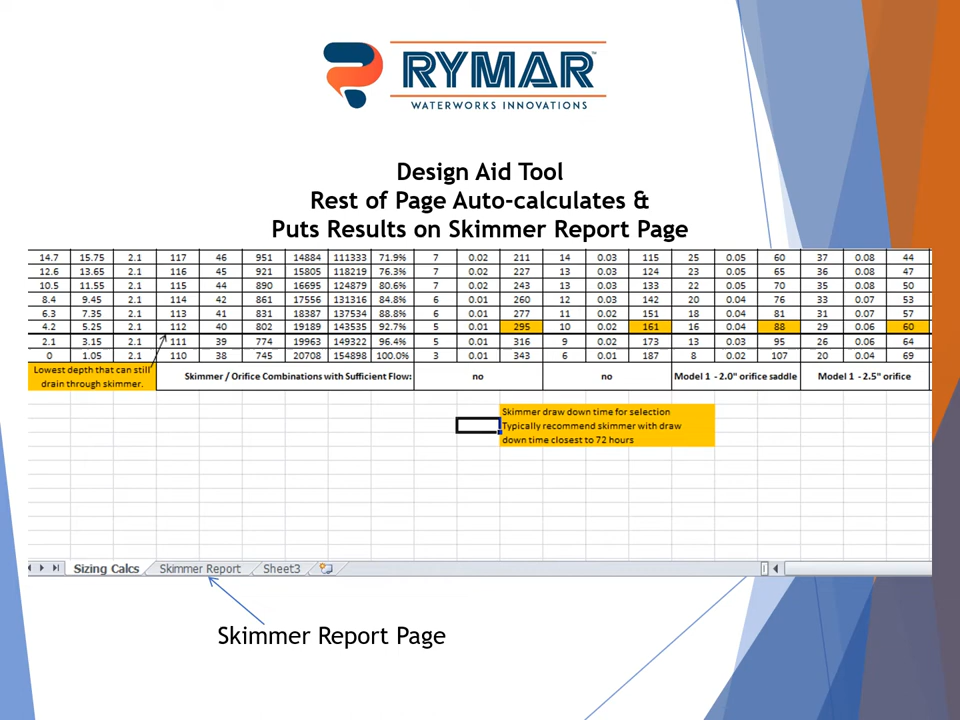 RYMAR™
WATERWORKS INNOVATIONS
Design Aid Tool
Rest of Page Auto-calculates &
Puts Results on Skimmer Report Page
14.7 15.75 2.1 117 46 951 14884 111333 71.9% 7 0.02 211 14 0.03 115 25 0.05 60 37 0.08 44
12.6 13.65 2.1 116 45 921 15805 118219 76.3% 7 0.02 227 13 0.03 124 23 0.05 65 36 0.08 47
10.5 11.55 2.1 115 44 890 16695 124879 80.6% 7 0.02 243 13 0.03 133 22 0.05 70 35 0.08 50
8.4 9.45 2.1 114 42 861 17556 131316 84.8% 6 0.01 260 12 0.03 142 20 0.04 76 33 0.07 53
6.3 7.35 2.1 113 41 831 18387 137534 88.8% 6 0.01 277 11 0.02 151 18 0.04 81 31 0.07 57
4.2 5.25 2.1 112 40 802 19189 143535 92.7% 5 0.01 295 10 0.02 161 16 0.04 88 29 0.06 60
2.1 3.15 2.1 111 39 774 19963 149322 96.4% 5 0.01 316 9 0.02 173 13 0.03 95 26 0.06 64
0 1.05 2.1 110 38 745 20708 154898 100.0% 3 0.01 343 6 0.01 187 8 0.02 107 20 0.04 69
Lowest depth that can still
drain through skimmer.
Skimmer / Orifice Combinations with Sufficient Flow: no no Model 1 - 2.0" orifice saddle Model 1 - 2.5" orifice
Skimmer draw down time for selection
Typically recommend skimmer with draw
down time closest to 72 hours
Sizing Calcs Skimmer Report Sheet3
Skimmer Report Page